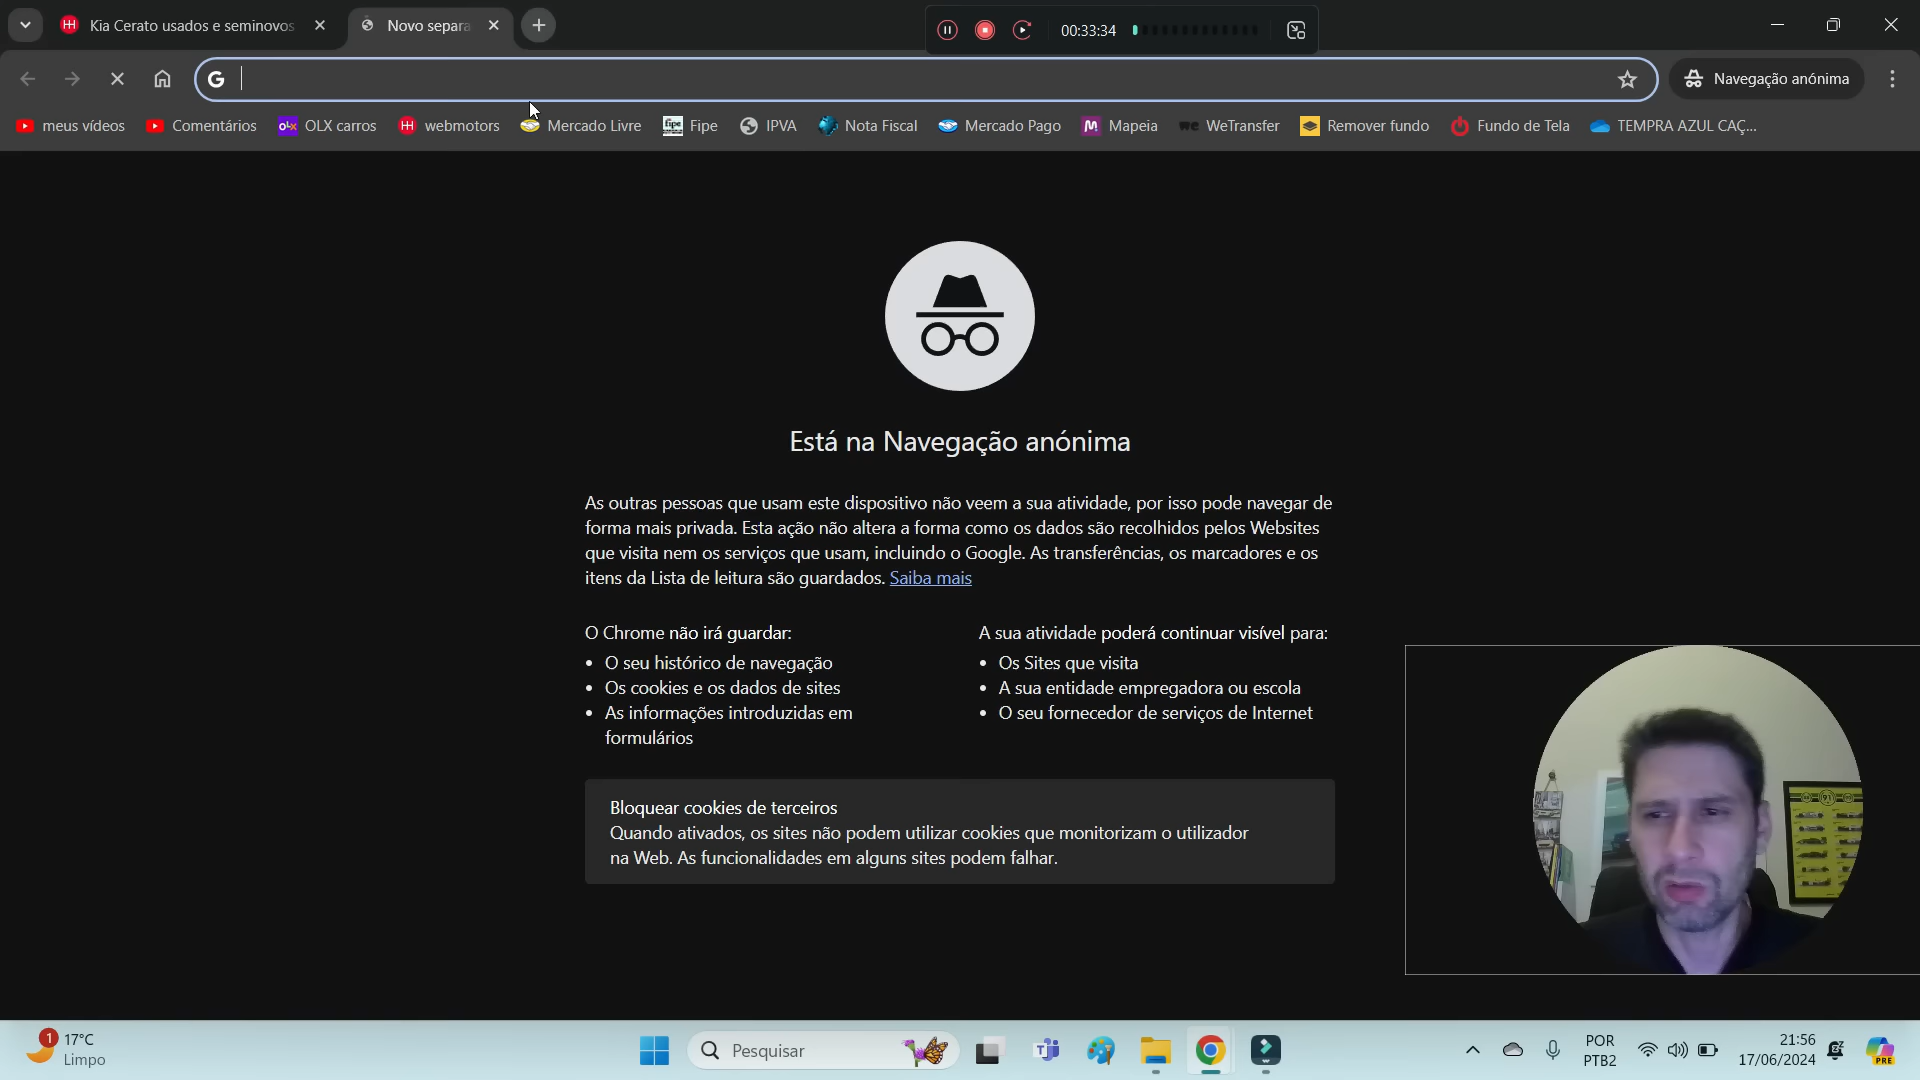 Kia Cerato usados e seminovos
Novo separa
00:33:34
G
Navegação anónima
meus vídeos
Comentários
OLX carros
webmotors
Mercado Livre
Fipe
IPVA
Nota Fiscal
Mercado Pago
Mapeia
WeTransfer
Remover fundo
Fundo de Tela
TEMPRA AZUL CAÇ...
Está na Navegação anónima
As outras pessoas que usam este dispositivo não veem a sua atividade, por isso pode navegar de
forma mais privada. Esta ação não altera a forma como os dados são recolhidos pelos Websites
que visita nem os serviços que usam, incluindo o Google. As transferências, os marcadores e os
itens da Lista de leitura são guardados. Saiba mais
O Chrome não irá guardar:
• O seu histórico de navegação
• Os cookies e os dados de sites
• As informações introduzidas em
formulários
A sua atividade poderá continuar visível para:
• Os Sites que visita
• A sua entidade empregadora ou escola
• O seu fornecedor de serviços de Internet
Bloquear cookies de terceiros
Quando ativados, os sites não podem utilizar cookies que monitorizam o utilizador
na Web. As funcionalidades em alguns sites podem falhar.
1
17°C
Limpo
Pesquisar
POR
PTB2
21:56
17/06/2024
PRE